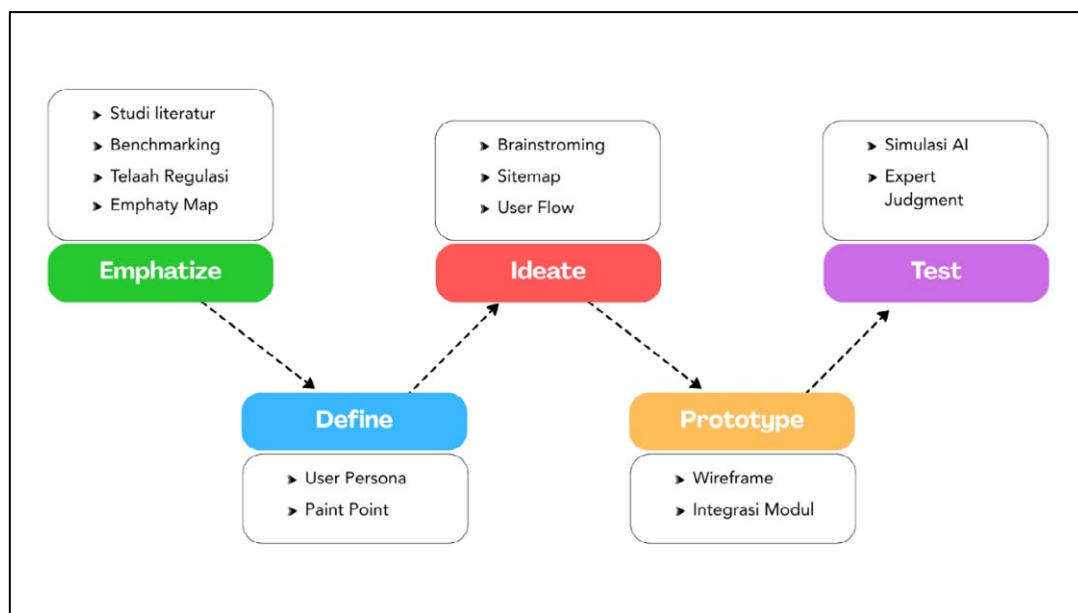 Studi literatur
Benchmarking
Telaah Regulasi
Emphaty Map
Emphatize
Brainstroming
Sitemap
User Flow
Ideate
Simulasi AI
Expert
Judgment
Test
Define
User Persona
Paint Point
Prototype
Wireframe
Integrasi Modul